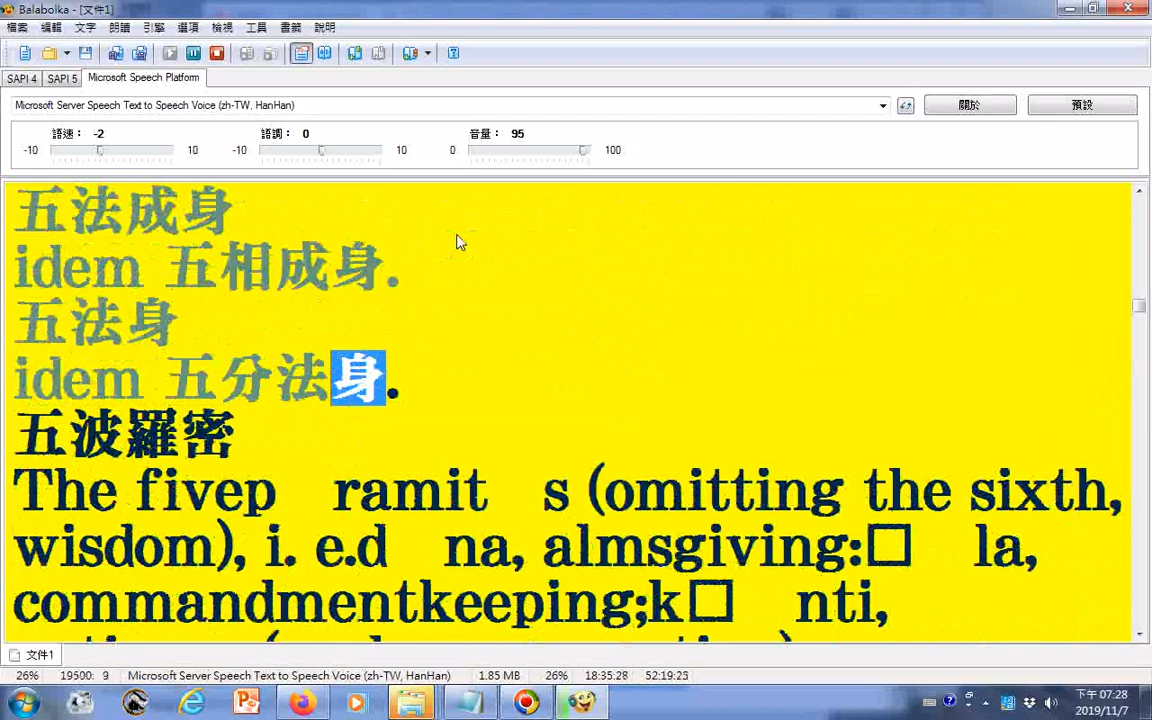 Balabolka - [文件1]
檔案 編輯 文字 朗讀 引擎 選項 檢視 工具 書籤 說明
SAPI 4 SAPI 5 Microsoft Speech Platform
Microsoft Server Speech Text to Speech Voice (zh-TW, HanHan) 關於 預設
語速： -2 語調： 0 音量： 95
-10 10 -10 10 0 100
五法成身
idem 五相成身.
五法身
idem 五分法身.
五波羅密
The fivep ramit s (omitting the sixth,
wisdom), i. e.d na, almsgiving:□ la,
commandmentkeeping;k□ nti,
文件1
26% 19500: 9 Microsoft Server Speech Text to Speech Voice (zh-TW, HanHan) 1.85 MB 26% 18:35:28 52:19:25
下午 07:28
2019/11/7